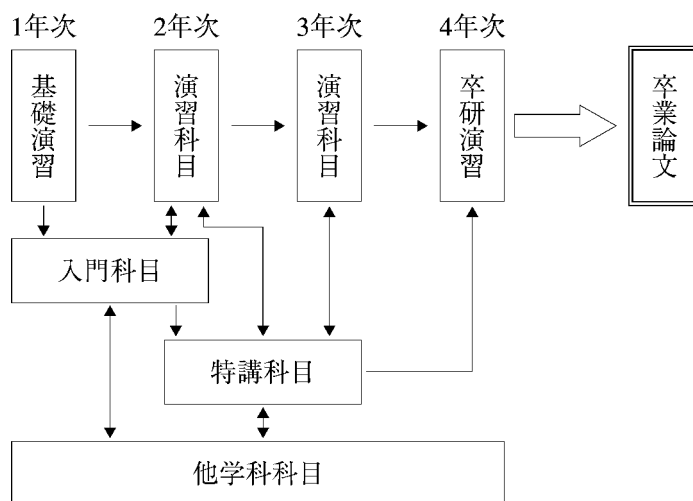 1年次
2年次
3年次
4年次
基礎演習
演習科目
演習科目
卒研演習
卒業論文
入門科目
特講科目
他学科科目